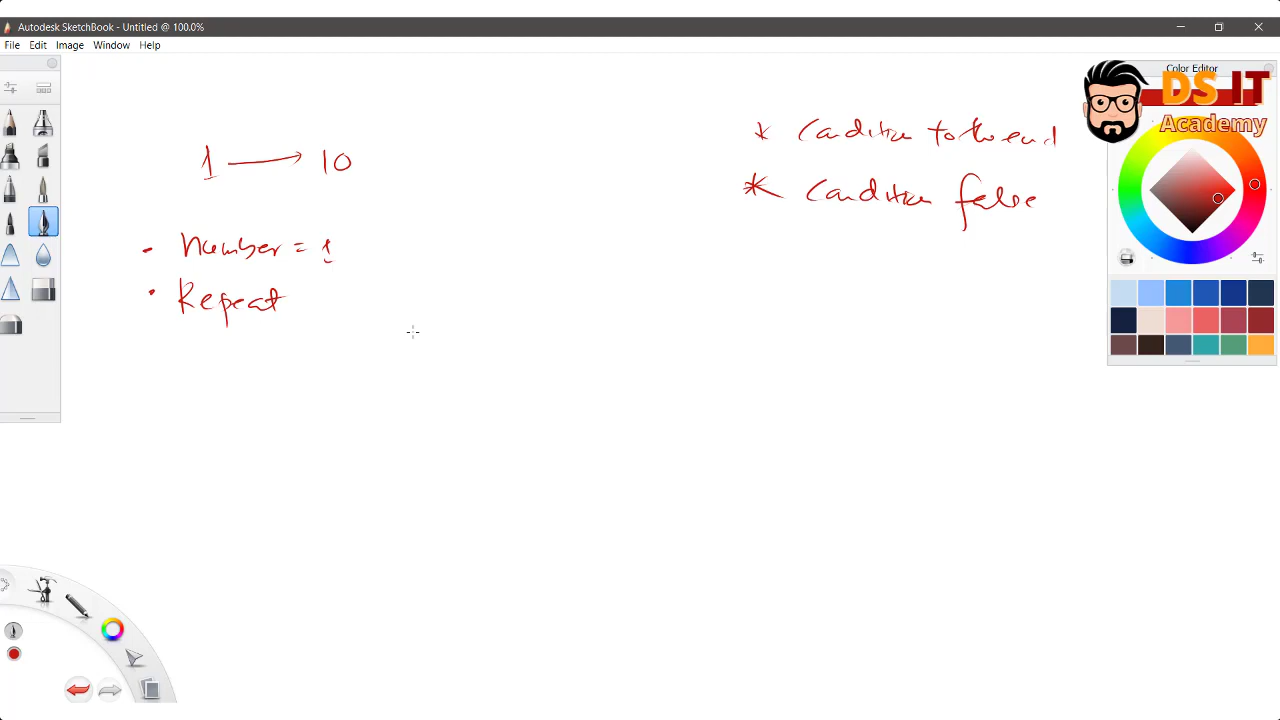 Autodesk SketchBook - Untitled @ 100.0%
File Edit Image Window Help
Color Editor
DS IT
Academy
1 → 10
* Condition to the end
* Condition false
• Number = 1
• Repeat